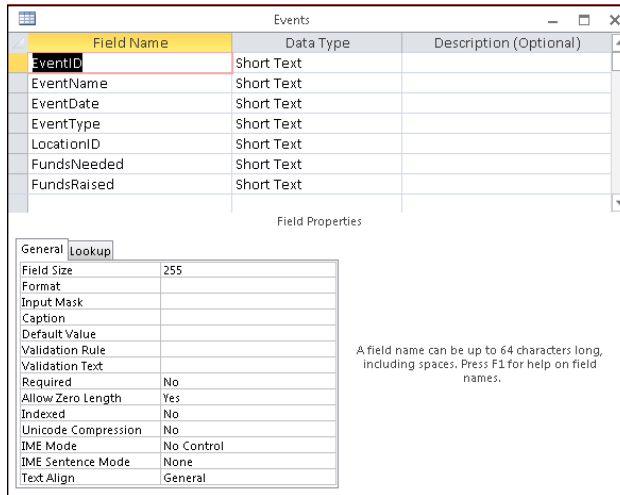 Events
Field Name Data Type Description (Optional)
EventID Short Text
EventName Short Text
EventDate Short Text
EventType Short Text
LocationID Short Text
FundsNeeded Short Text
FundsRaised Short Text
Field Properties
General Lookup
Field Size 255
Format
Input Mask
Caption
Default Value
Validation Rule
Validation Text
Required No
Allow Zero Length Yes
Indexed No
Unicode Compression No
IME Mode No Control
IME Sentence Mode None
Text Align General
A field name can be up to 64 characters long,
including spaces. Press F1 for help on field
names.